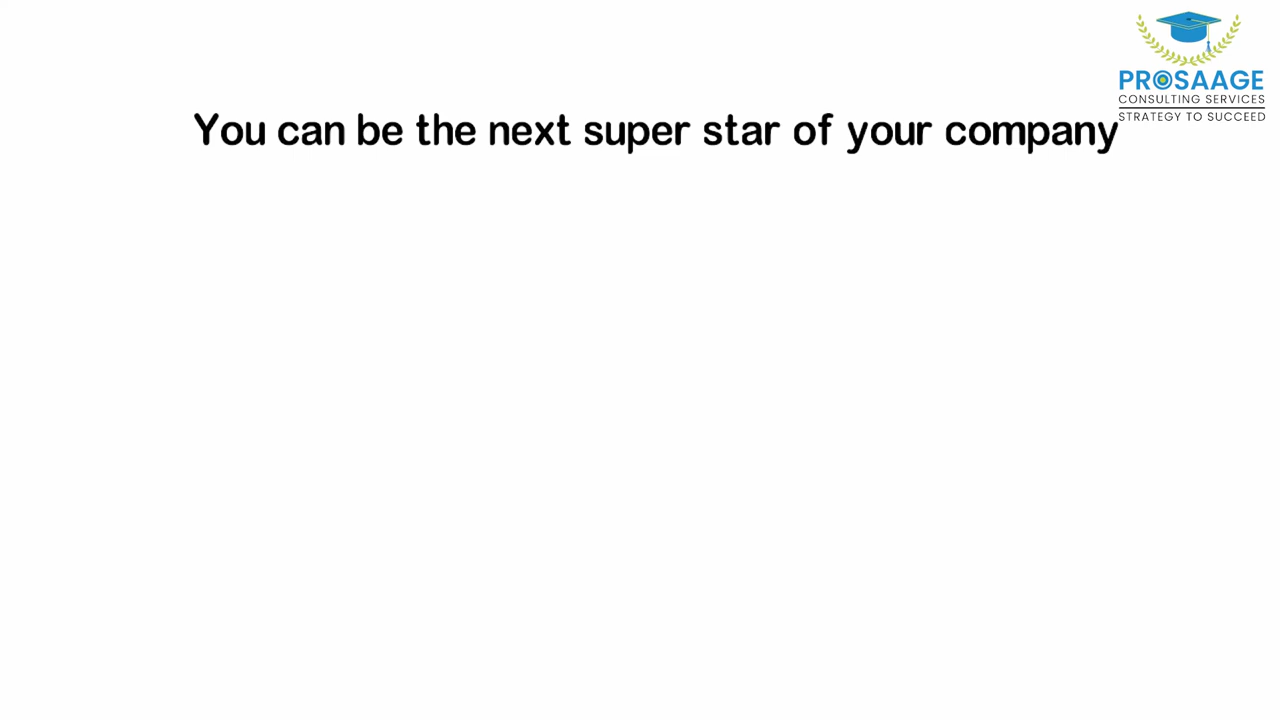 PROSAAGE
CONSULTING SERVICES
STRATEGY TO SUCCEED
You can be the next super star of your company